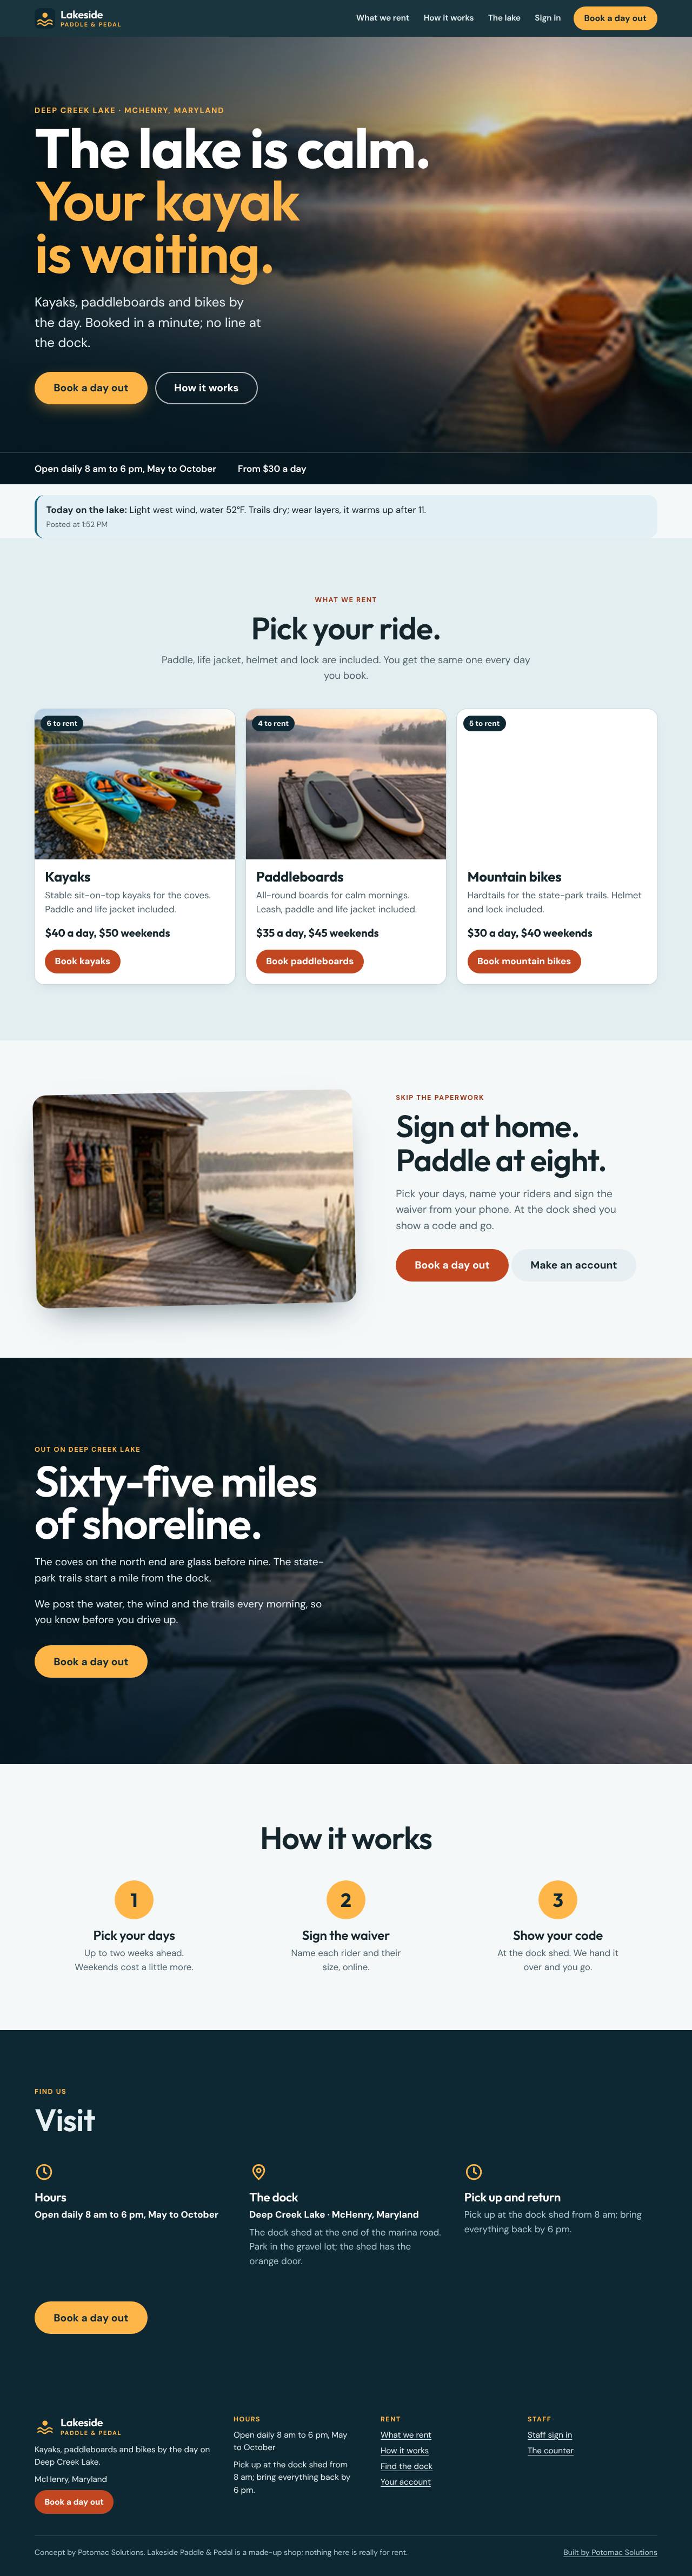 Lakeside
PADDLE & PEDAL
What we rent
How it works
The lake
Sign in
Book a day out
DEEP CREEK LAKE · MCHENRY, MARYLAND
The lake is calm.
Your kayak
is waiting.
Kayaks, paddleboards and bikes by
the day. Booked in a minute; no line at
the dock.
Book a day out
How it works
Open daily 8 am to 6 pm, May to October
From $30 a day
Today on the lake: Light west wind, water 52°F. Trails dry; wear layers, it warms up after 11.
Posted at 1:52 PM
WHAT WE RENT
Pick your ride.
Paddle, life jacket, helmet and lock are included. You get the same one every day
you book.
6 to rent
Kayaks
Stable sit-on-top kayaks for the coves.
Paddle and life jacket included.
$40 a day, $50 weekends
Book kayaks
4 to rent
Paddleboards
All-round boards for calm mornings.
Leash, paddle and life jacket included.
$35 a day, $45 weekends
Book paddleboards
5 to rent
Mountain bikes
Hardtails for the state-park trails. Helmet
and lock included.
$30 a day, $40 weekends
Book mountain bikes
SKIP THE PAPERWORK
Sign at home.
Paddle at eight.
Pick your days, name your riders and sign the
waiver from your phone. At the dock shed you
show a code and go.
Book a day out
Make an account
OUT ON DEEP CREEK LAKE
Sixty-five miles
of shoreline.
The coves on the north end are glass before nine. The state-
park trails start a mile from the dock.
We post the water, the wind and the trails every morning, so
you know before you drive up.
Book a day out
How it works
1
Pick your days
Up to two weeks ahead.
Weekends cost a little more.
2
Sign the waiver
Name each rider and their
size, online.
3
Show your code
At the dock shed. We hand it
over and you go.
FIND US
Visit
Hours
Open daily 8 am to 6 pm, May to October
The dock
Deep Creek Lake · McHenry, Maryland
The dock shed at the end of the marina road.
Park in the gravel lot; the shed has the
orange door.
Pick up and return
Pick up at the dock shed from 8 am; bring
everything back by 6 pm.
Book a day out
Lakeside
PADDLE & PEDAL
Kayaks, paddleboards and bikes by the day on
Deep Creek Lake.
McHenry, Maryland
Book a day out
HOURS
Open daily 8 am to 6 pm, May
to October
Pick up at the dock shed from
8 am; bring everything back by
6 pm.
RENT
What we rent
How it works
Find the dock
Your account
STAFF
Staff sign in
The counter
Concept by Potomac Solutions. Lakeside Paddle & Pedal is a made-up shop; nothing here is really for rent.
Built by Potomac Solutions